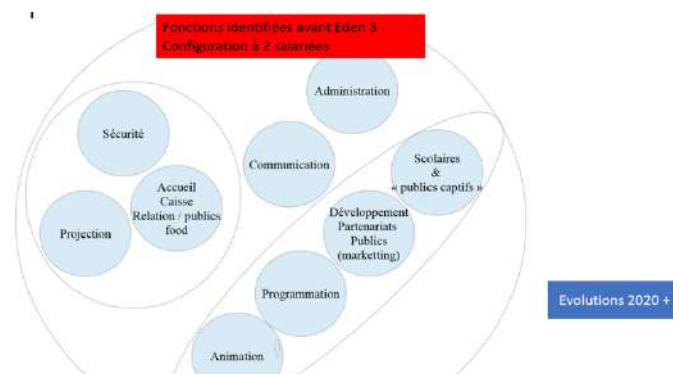 Fonctions identifiées avant Eden 3
Configuration à 2 salariées
Administration
Sécurité
Communication
Scolaires
&
« publics captifs »
Accueil
Caisse
Relation / publics
food
Projection
Développement
Partenariats
Publics
(marketting)
Programmation
Evolutions 2020 +
Animation